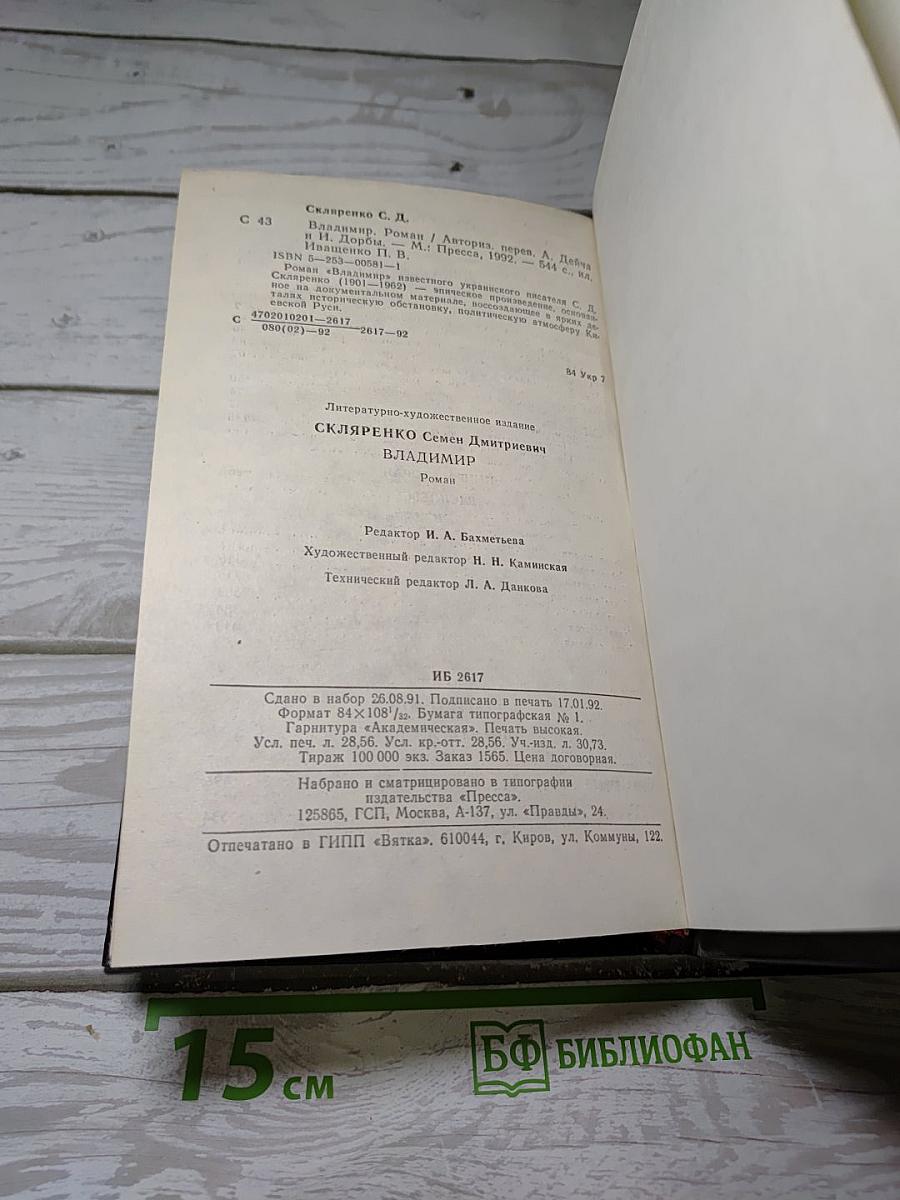 Скляренко С. Д.
С 43
Владимир. Роман / Авториз. перев. А. Дейча
и И. Дорбы. — М.: Пресса, 1992. — 544 с., ил.
Иващенко П. В.
ISBN 5—253—00581—1
Роман «Владимир» известного украинского писателя С. Д.
Скляренко (1901—1962) — эпическое произведение, основан-
ное на документальном материале, воссоздающее в ярких де-
талях историческую обстановку, политическую атмосферу Ки-
евской Руси.
С 4702010201—2617
080(02)—92 2617—92
84 Укр 7
Литературно-художественное издание
СКЛЯРЕНКО Семен Дмитриевич
ВЛАДИМИР
Роман
Редактор И. А. Бахметьева
Художественный редактор Н. Н. Каминская
Технический редактор Л. А. Данкова
ИБ 2617
Сдано в набор 26.08.91. Подписано в печать 17.01.92.
Формат 84×108¹/₃₂. Бумага типографская № 1.
Гарнитура «Академическая». Печать высокая.
Усл. печ. л. 28,56. Усл. кр.-отт. 28,56. Уч.-изд. л. 30,73.
Тираж 100 000 экз. Заказ 1565. Цена договорная.
Набрано и сматрицировано в типографии
издательства «Пресса».
125865, ГСП, Москва, А-137, ул. «Правды», 24.
Отпечатано в ГИПП «Вятка». 610044, г. Киров, ул. Коммуны, 122.
15 см
БФ БИБЛИОФАН